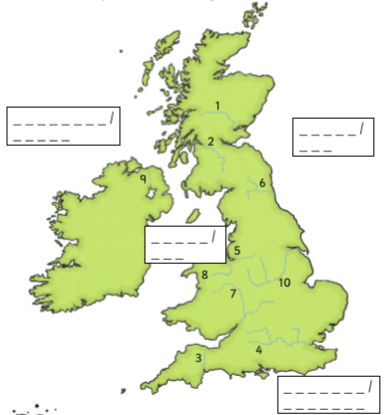 1
_ _ _ _ _ _ _ _ /
_ _ _ _ _
_ _ _ _ _ /
_ _ _
2
9
6
_ _ _ _ _ /
_ _ _
5
8
10
7
4
3
_ _ _ _ _ _ _ /
_ _ _ _ _ _ _